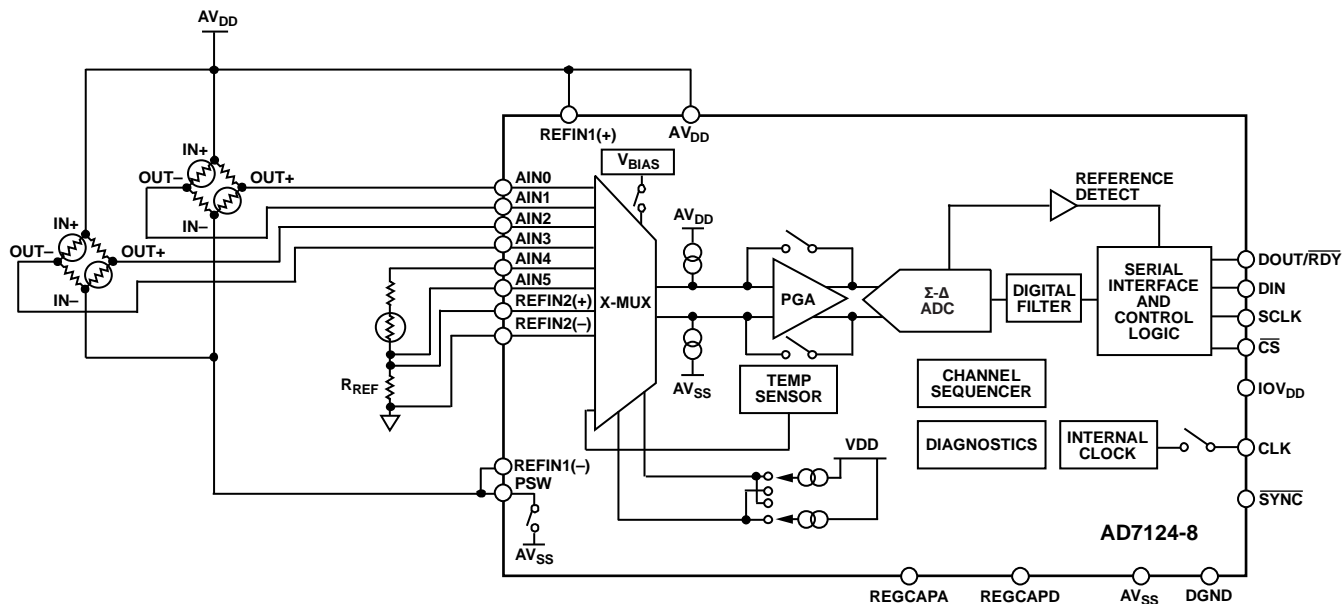 AVDD
REFIN1(+)
AVDD
IN+
OUT–
OUT+
IN–
IN+
OUT–
OUT+
IN–
AIN0
AIN1
AIN2
AIN3
AIN4
AIN5
REFIN2(+)
REFIN2(–)
RREF
REFIN1(–)
PSW
AVSS
VBIAS
X-MUX
AVDD
AVSS
PGA
TEMP
SENSOR
VDD
Σ-Δ
ADC
REFERENCE
DETECT
DIGITAL
FILTER
SERIAL
INTERFACE
AND
CONTROL
LOGIC
CHANNEL
SEQUENCER
DIAGNOSTICS
INTERNAL
CLOCK
DOUT/RDY
DIN
SCLK
CS
IOVDD
CLK
SYNC
AD7124-8
REGCAPA
REGCAPD
AVSS
DGND